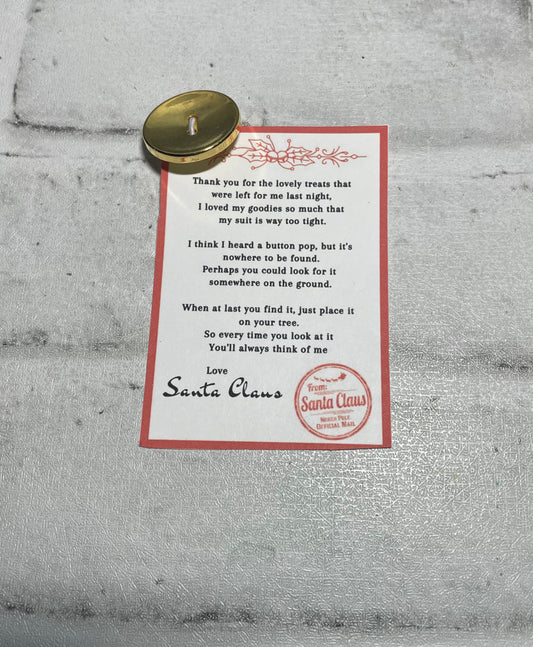 Thank you for the lovely treats that
were left for me last night,
I loved my goodies so much that
my suit is way too tight.
I think I heard a button pop, but it's
nowhere to be found.
Perhaps you could look for it
somewhere on the ground.
When at last you find it, just place it
on your tree.
So every time you look at it
You'll always think of me
Love
Santa Claus
From:
Santa Claus
North Pole
Official Mail